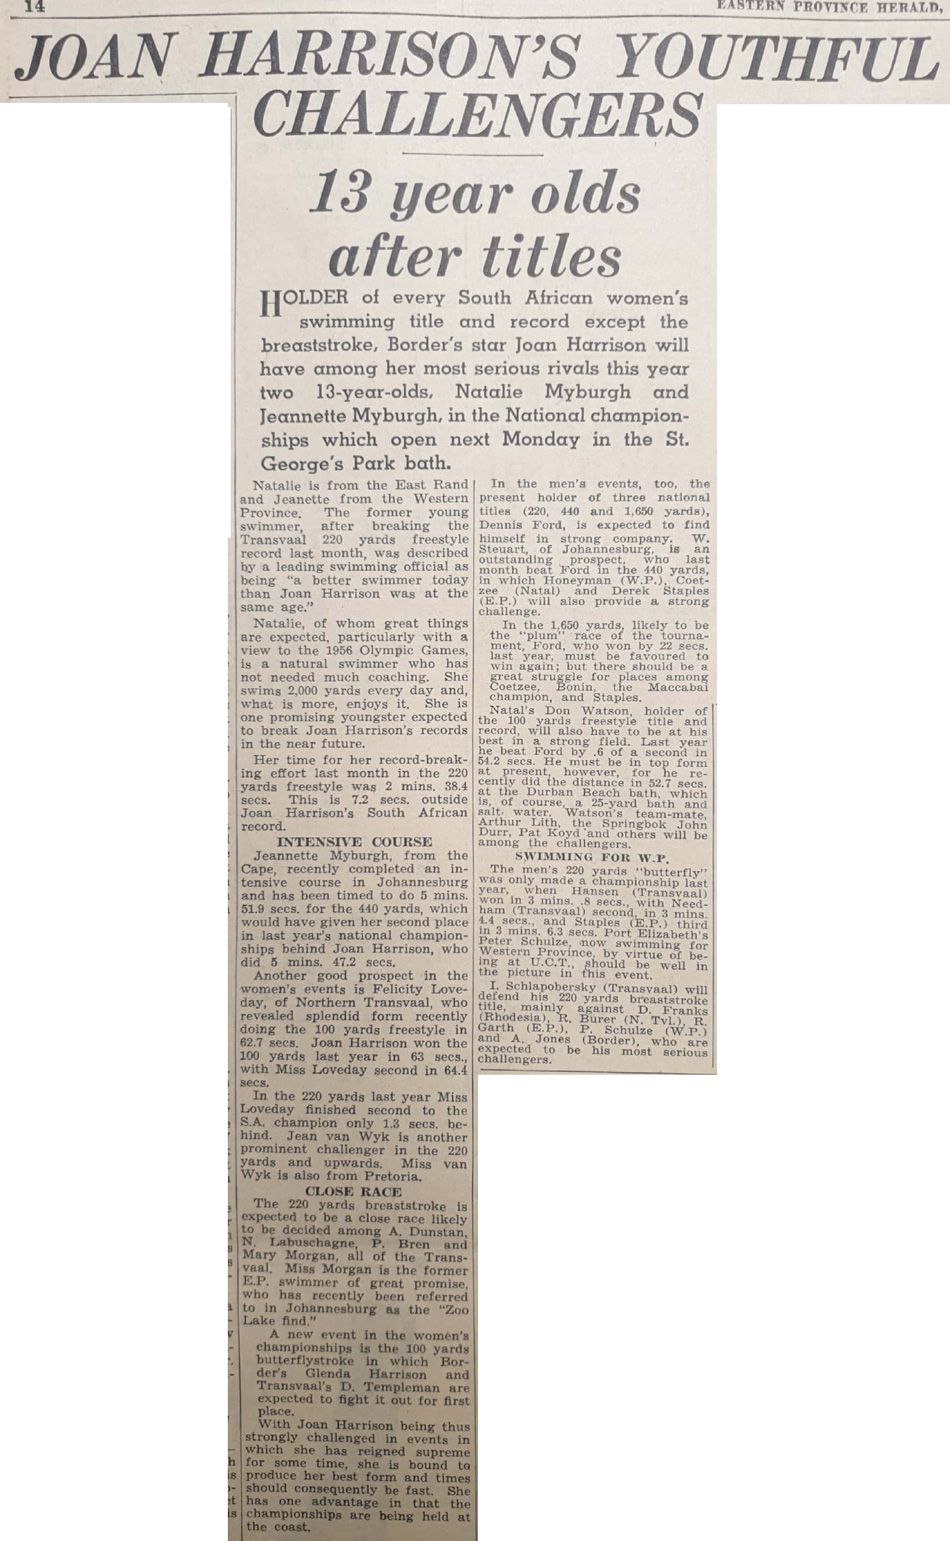 14
EASTERN PROVINCE HERALD,
JOAN HARRISON'S YOUTHFUL
CHALLENGERS
13 year olds
after titles
HOLDER of every South African women's
swimming title and record except the
breaststroke, Border's star Joan Harrison will
have among her most serious rivals this year
two 13-year-olds, Natalie Myburgh and
Jeannette Myburgh, in the National champion-
ships which open next Monday in the St.
George's Park bath.
Natalie is from the East Rand
and Jeanette from the Western
Province. The former young
swimmer, after breaking the
Transvaal 220 yards freestyle
record last month, was described
by a leading swimming official as
being "a better swimmer today
than Joan Harrison was at the
same age."
Natalie, of whom great things
are expected, particularly with a
view to the 1956 Olympic Games,
is a natural swimmer who has
not needed much coaching. She
swims 2,000 yards every day and,
what is more, enjoys it. She is
one promising youngster expected
to break Joan Harrison's records
in the near future.
Her time for her record-break-
ing effort last month in the 220
yards freestyle was 2 mins. 38.4
secs. This is 7.2 secs. outside
Joan Harrison's South African
record.
INTENSIVE COURSE
Jeannette Myburgh, from the
Cape, recently completed an in-
tensive course in Johannesburg
and has been timed to do 5 mins.
51.9 secs. for the 440 yards, which
would have given her second place
in last year's national champion-
ships behind Joan Harrison, who
did 5 mins. 47.2 secs.
Another good prospect in the
women's events is Felicity Love-
day, of Northern Transvaal, who
revealed splendid form recently
doing the 100 yards freestyle in
62.7 secs. Joan Harrison won the
100 yards last year in 63 secs.,
with Miss Loveday second in 64.4
secs.
In the 220 yards last year Miss
Loveday finished second to the
S.A. champion only 1.3 secs. be-
hind. Jean van Wyk is another
prominent challenger in the 220
yards and upwards. Miss van
Wyk is also from Pretoria.
CLOSE RACE
The 220 yards breaststroke is
expected to be a close race likely
to be decided among A. Dunstan,
N. Labuschagne, P. Bren and
Mary Morgan, all of the Trans-
vaal. Miss Morgan is the former
E.P. swimmer of great promise,
who has recently been referred
to in Johannesburg as the "Zoo
Lake find."
A new event in the women's
championships is the 100 yards
butterflystroke in which Bor-
der's Glenda Harrison and
Transvaal's D. Templeman are
expected to fight it out for first
place.
With Joan Harrison being thus
strongly challenged in events in
which she has reigned supreme
for some time, she is bound to
produce her best form and times
should consequently be fast. She
has one advantage in that the
championships are being held at
the coast.
In the men's events, too, the
present holder of three national
titles (220, 440 and 1,650 yards),
Dennis Ford, is expected to find
himself in strong company. W.
Steuart, of Johannesburg, is an
outstanding prospect, who last
month beat Ford in the 440 yards,
in which Honeyman (W.P.), Coet-
zee (Natal) and Derek Staples
(E.P.) will also provide a strong
challenge.
In the 1,650 yards, likely to be
the "plum" race of the tourna-
ment, Ford, who won by 22 secs.
last year, must be favoured to
win again; but there should be a
great struggle for places among
Coetzee, Bonin, the Maccabai
champion, and Staples.
Natal's Don Watson, holder of
the 100 yards freestyle title and
record, will also have to be at his
best in a strong field. Last year
he beat Ford by .6 of a second in
54.2 secs. He must be in top form
at present, however, for he re-
cently did the distance in 52.7 secs.
at the Durban Beach bath, which
is, of course, a 25-yard bath and
salt water. Watson's team-mate,
Arthur Lith, the Springbok John
Durr, Pat Koyd and others will be
among the challengers.
SWIMMING FOR W.P.
The men's 220 yards "butterfly"
was only made a championship last
year, when Hansen (Transvaal)
won in 3 mins. .8 secs., with Need-
ham (Transvaal) second, in 3 mins.
4.4 secs., and Staples (E.P.) third
in 3 mins. 6.3 secs. Port Elizabeth's
Peter Schulze, now swimming for
Western Province, by virtue of be-
ing at U.C.T., should be well in
the picture in this event.
I. Schlapobersky (Transvaal) will
defend his 220 yards breaststroke
title, mainly against D. Franks
(Rhodesia), R. Burer (N. Tvl.), R.
Garth (E.P.), P. Schulze (W.P.)
and A. Jones (Border), who are
expected to be his most serious
challengers.